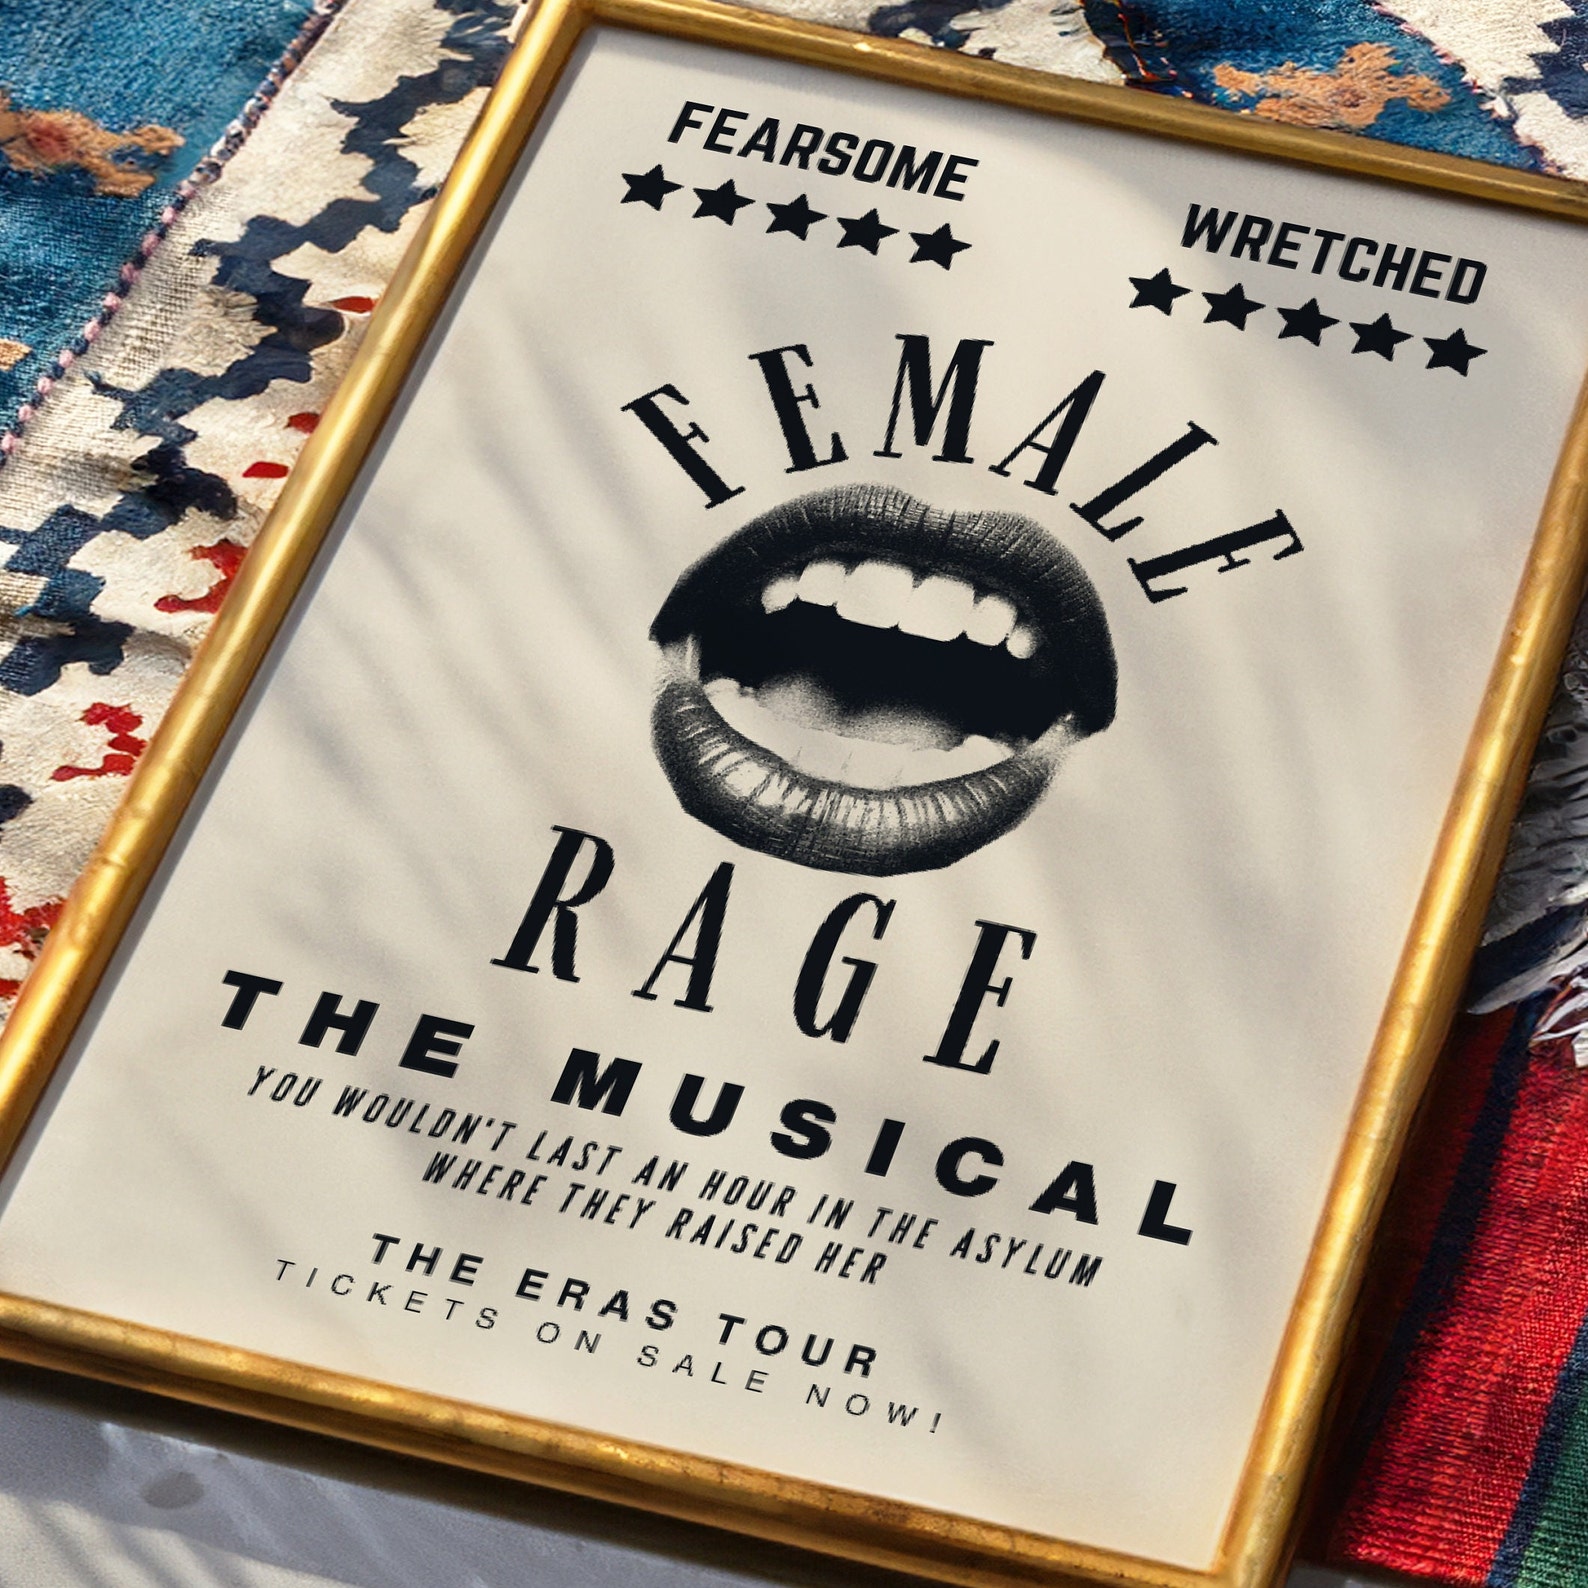 FEARSOME
★★★★★
WRETCHED
★★★★★
FEMALE
RAGE
THE MUSICAL
YOU WOULDN'T LAST AN HOUR IN THE ASYLUM
WHERE THEY RAISED HER
THE ERAS TOUR
TICKETS ON SALE NOW!